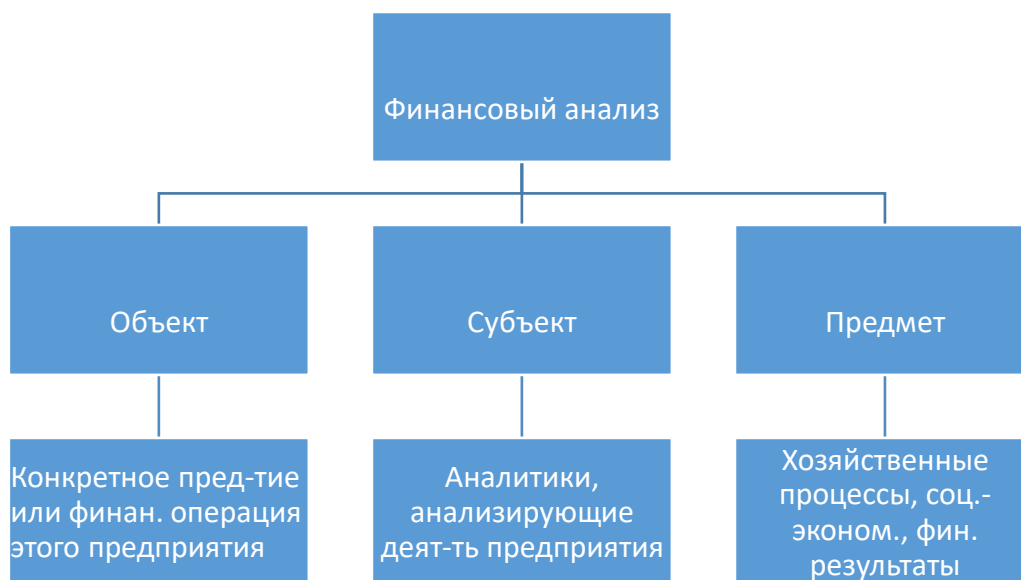 Финансовый анализ
Объект
Субъект
Предмет
Конкретное пред-тие
или финан. операция
этого предприятия
Аналитики,
анализирующие
деят-ть предприятия
Хозяйственные
процессы, соц.-
эконом., фин.
результаты